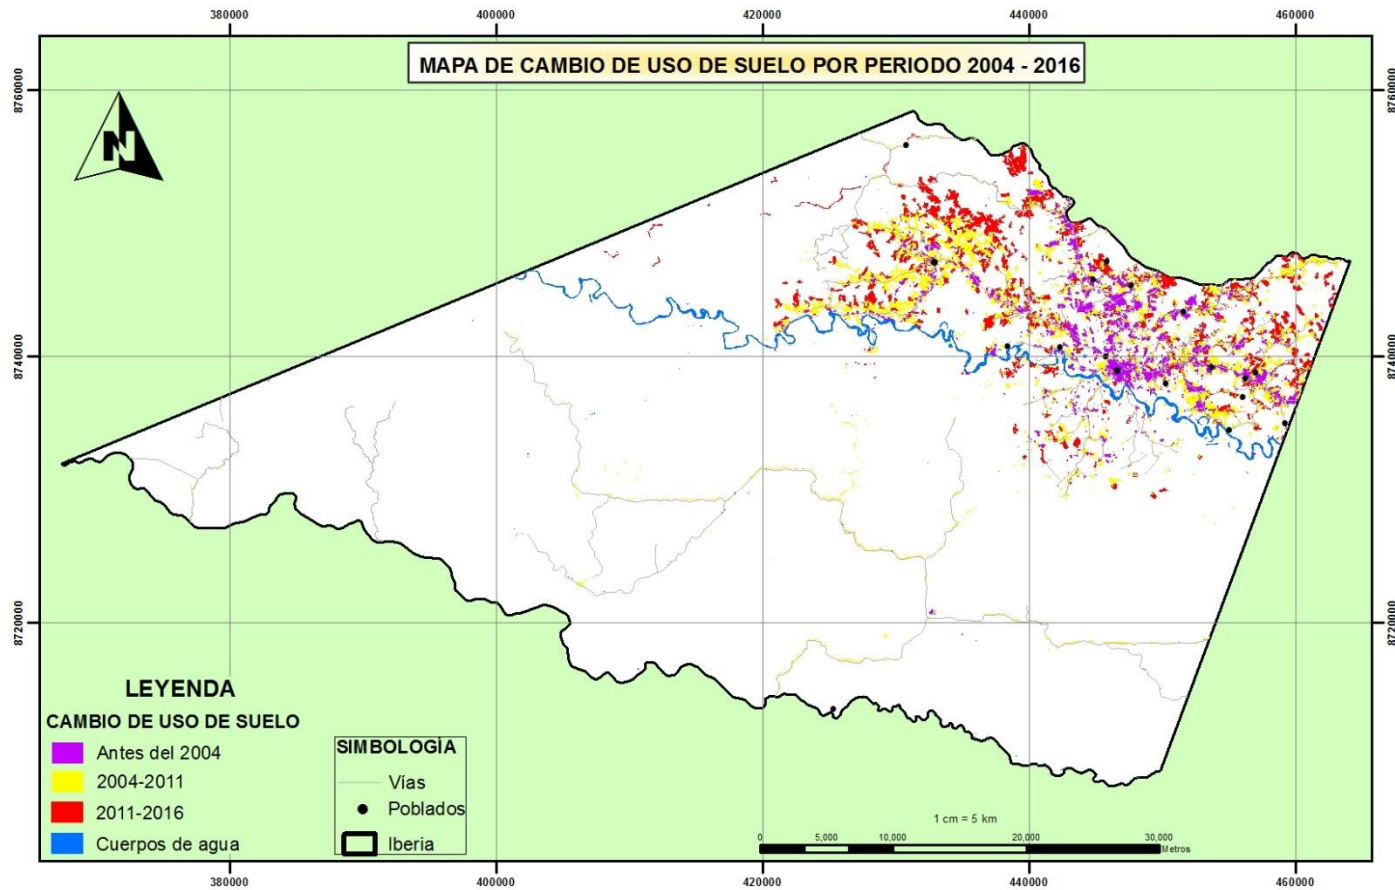 380000 400000 420000 440000 460000
MAPA DE CAMBIO DE USO DE SUELO POR PERIODO 2004 - 2016
8760000 8760000
N
8740000 8740000
8720000 8720000
LEYENDA
CAMBIO DE USO DE SUELO
Antes del 2004
2004-2011
2011-2016
Cuerpos de agua
SIMBOLOGÍA
Vías
Poblados
Iberia
1 cm = 5 km
0 5,000 10,000 20,000 30,000
Metros
380000 400000 420000 440000 460000